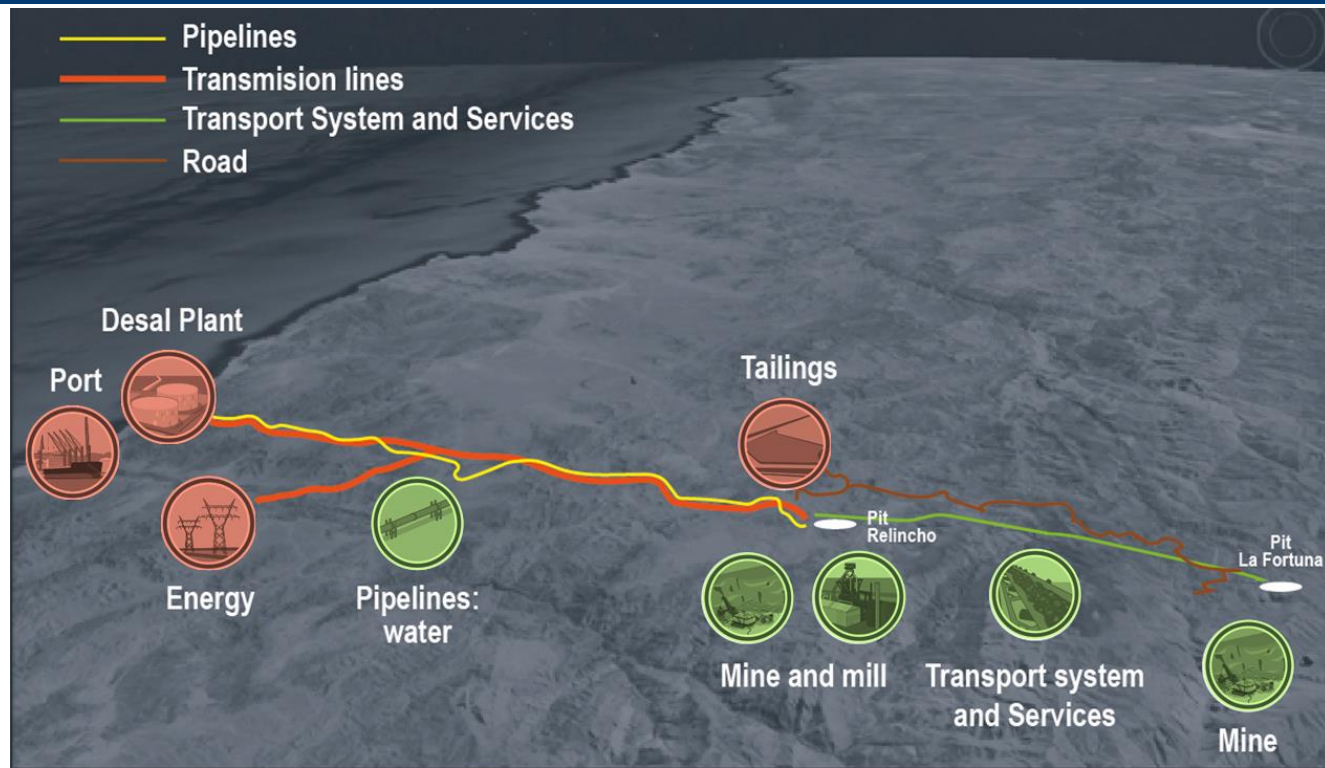 Pipelines
Transmision lines
Transport System and Services
Road
Desal Plant
Port
Tailings
Pit
Relincho
Pit
La Fortuna
Energy
Pipelines:
water
Mine and mill
Transport system
and Services
Mine